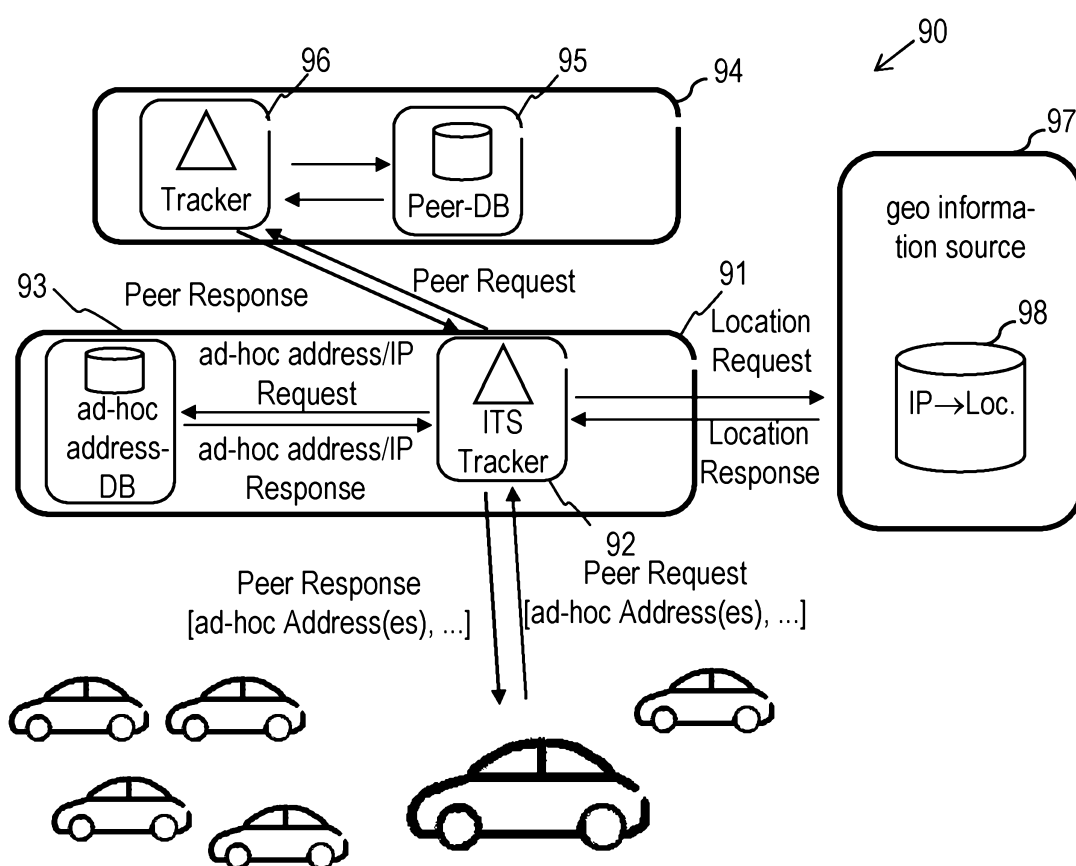 90
96
95
94
97
Tracker
Peer-DB
geo informa-
tion source
Peer Response
Peer Request
93
91
98
Location
Request
ad-hoc address/IP
Request
ad-hoc
address-
DB
ad-hoc address/IP
Response
ITS
Tracker
IP→Loc.
Location
Response
92
Peer Response
[ad-hoc Address(es), ...]
Peer Request
[ad-hoc Address(es), ...]